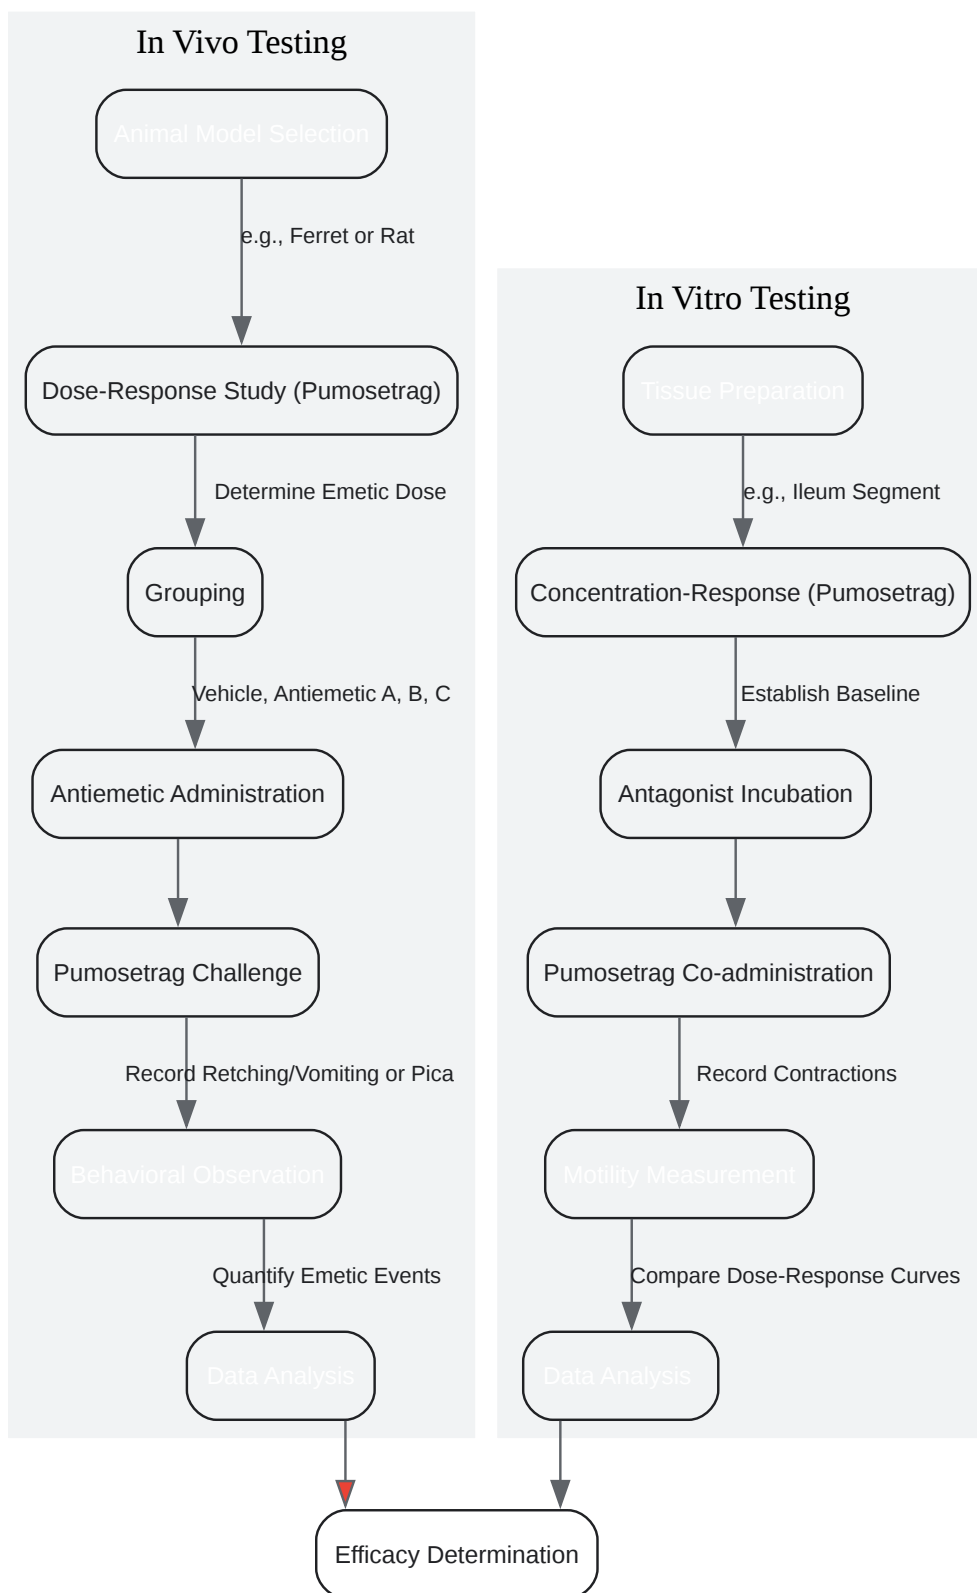 In Vivo Testing
Animal Model Selection
e.g., Ferret or Rat
Dose-Response Study (Pumosetrag)
Determine Emetic Dose
Grouping
Vehicle, Antiemetic A, B, C
Antiemetic Administration
Pumosetrag Challenge
Record Retching/Vomiting or Pica
Behavioral Observation
Quantify Emetic Events
Data Analysis
In Vitro Testing
Tissue Preparation
e.g., Ileum Segment
Concentration-Response (Pumosetrag)
Establish Baseline
Antagonist Incubation
Pumosetrag Co-administration
Record Contractions
Motility Measurement
Compare Dose-Response Curves
Data Analysis
Efficacy Determination